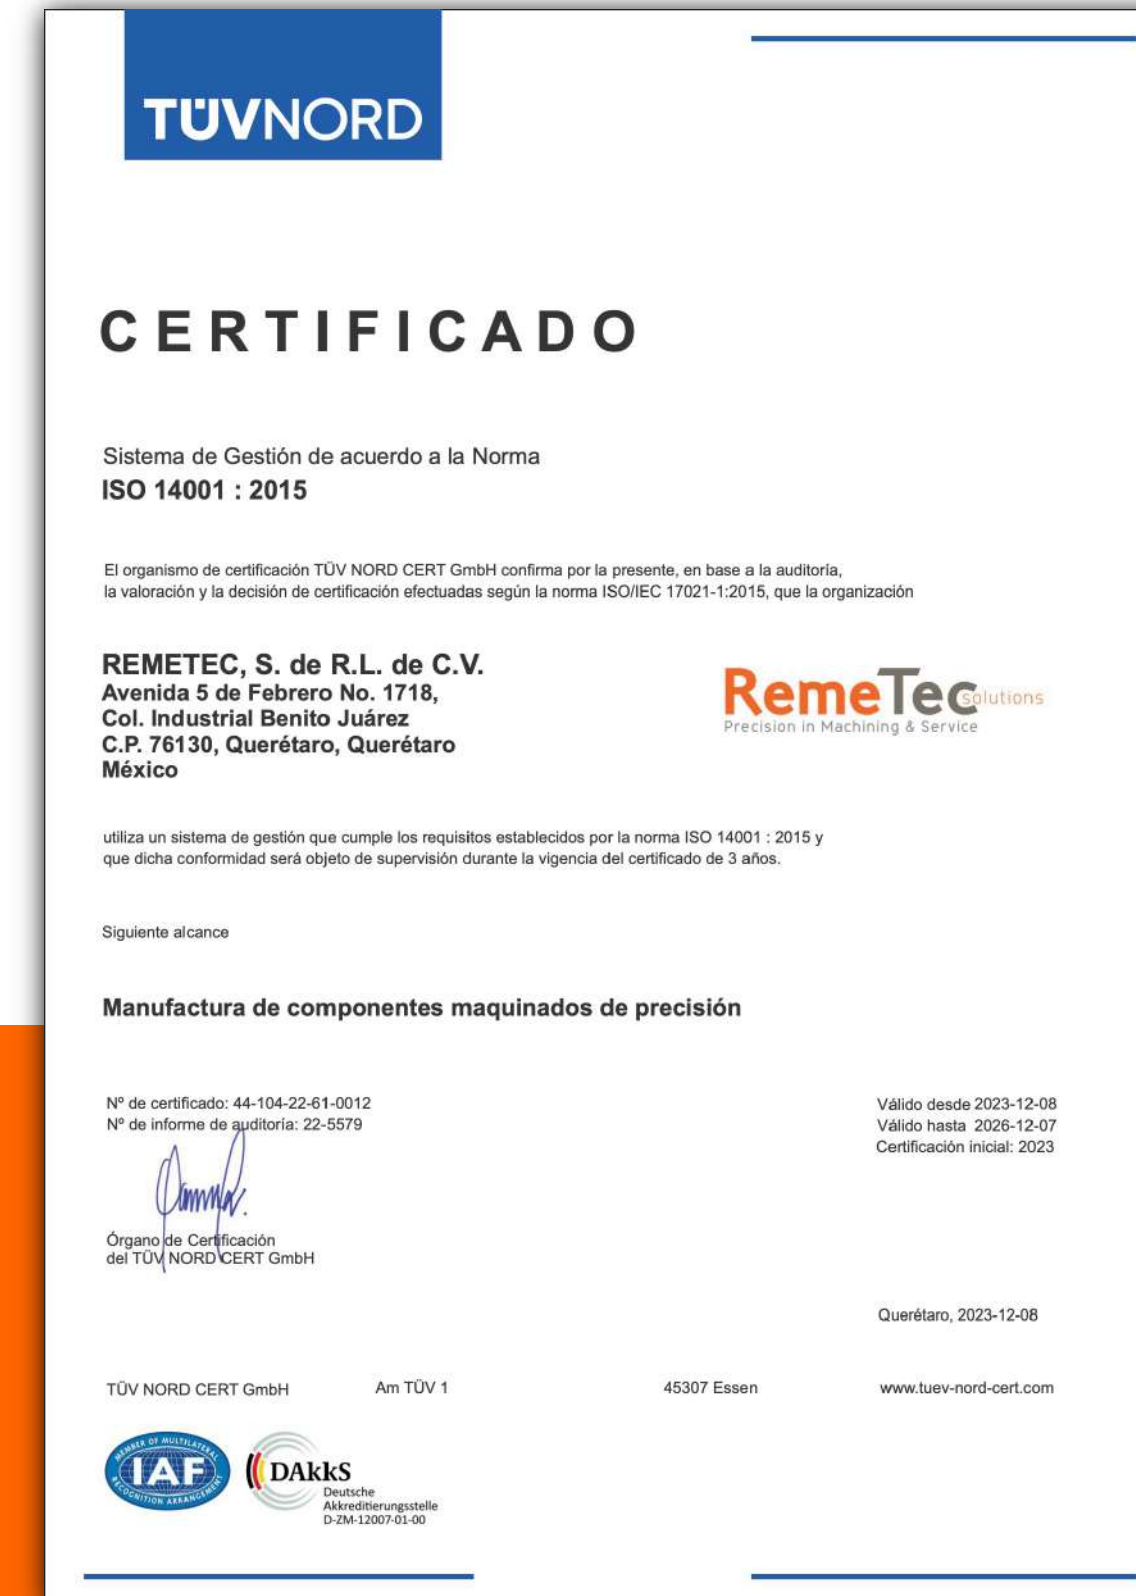 TÜVNORD
CERTIFICADO
Sistema de Gestión de acuerdo a la Norma
ISO 14001 : 2015
El organismo de certificación TÜV NORD CERT GmbH confirma por la presente, en base a la auditoría,
la valoración y la decisión de certificación efectuadas según la norma ISO/IEC 17021-1:2015, que la organización
REMETEC, S. de R.L. de C.V.
Avenida 5 de Febrero No. 1718,
Col. Industrial Benito Juárez
C.P. 76130, Querétaro, Querétaro
México
RemeTec solutions
Precision in Machining & Service
utiliza un sistema de gestión que cumple los requisitos establecidos por la norma ISO 14001 : 2015 y
que dicha conformidad será objeto de supervisión durante la vigencia del certificado de 3 años.
Siguiente alcance
Manufactura de componentes maquinados de precisión
Nº de certificado: 44-104-22-61-0012
Nº de informe de auditoría: 22-5579
Válido desde 2023-12-08
Válido hasta 2026-12-07
Certificación inicial: 2023
Órgano de Certificación
del TÜV NORD CERT GmbH
Querétaro, 2023-12-08
TÜV NORD CERT GmbH Am TÜV 1 45307 Essen www.tuev-nord-cert.com
MEMBER OF MULTILATERAL
IAF
RECOGNITION ARRANGEMENT
DAkkS
Deutsche
Akkreditierungsstelle
D-ZM-12007-01-00